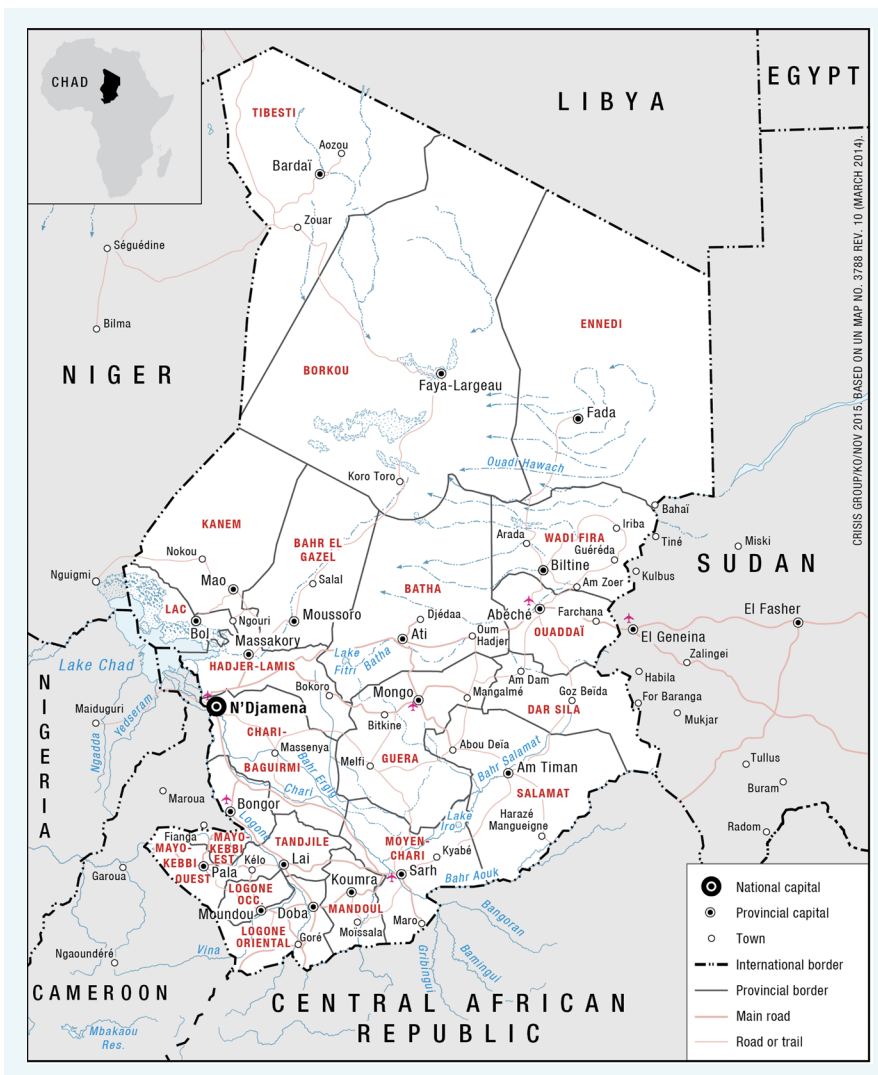 CHAD
EGYPT
LIBYA
TIBESTI
Aozou
Bardaï
Zouar
Séguédine
Bilma
NIGER
ENNEDI
BORKOU
Faya-Largeau
Fada
Ouadi Hawach
Koro Toro
CRISIS GROUP/KO/NOV 2015. BASED ON UN MAP NO. 3788 REV. 10 (MARCH 2014).
KANEM
BAHR EL
GAZEL
Nokou
Nguigmi
Mao
Salal
Arada
WADI FIRA
Iriba
Guéréda
Bahaï
Tiné
Miski
SUDAN
Biltine
Kulbus
Am Zoer
BATHA
LAC
Bol
Ngouri
Moussoro
Massakory
Djédaa
Ati
Oum
Hadjer
Abéché
Farchana
OUADDAÏ
El Geneina
El Fasher
Zalingei
Lake Chad
HADJER-LAMIS
Lake
Fitri
Batha
Am Dam
Habila
NIGERIA
Maiduguri
Ngadda
Yedseram
N'Djamena
Bokoro
Mongo
Mangalmé
Goz Beïda
DAR SILA
For Baranga
Mukjar
Bitkine
CHARI-
BAGUIRMI
Massenya
Bahr Ergig
Chari
Melfi
GUERA
Abou Deïa
Bahr Salamat
Am Timan
SALAMAT
Tullus
Buram
Maroua
Bongor
Logone
Lake
Iro
Harazé
Mangueigne
Radom
Fianga
MAYO-
KEBBI
EST
MAYO-
KEBBI
OUEST
TANDJILE
MOYEN-
CHARI
Kyabé
Garoua
Pala
Kélo
Lai
Koumra
Sarh
Bahr Aouk
LOGONE
OCC.
Moundou
Doba
MANDOUL
Maro
Bangoran
LOGONE
ORIENTAL
Goré
Moissala
Vina
Ngaoundéré
Gribingui
Bamingui
CAMEROON
CENTRAL AFRICAN
REPUBLIC
Mbakaou
Res.
National capital
Provincial capital
Town
International border
Provincial border
Main road
Road or trail